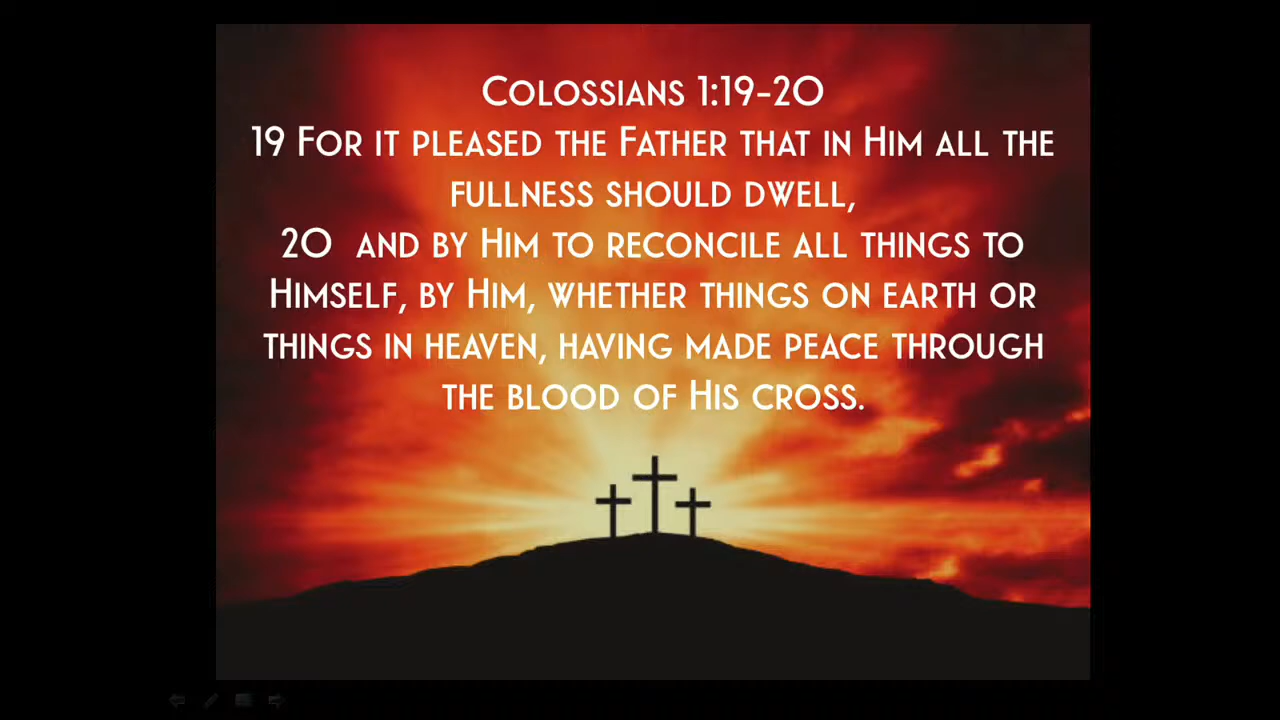 Colossians 1:19-20
19 For it pleased the Father that in Him all the
fullness should dwell,
20 and by Him to reconcile all things to
Himself, by Him, whether things on earth or
things in heaven, having made peace through
the blood of His cross.